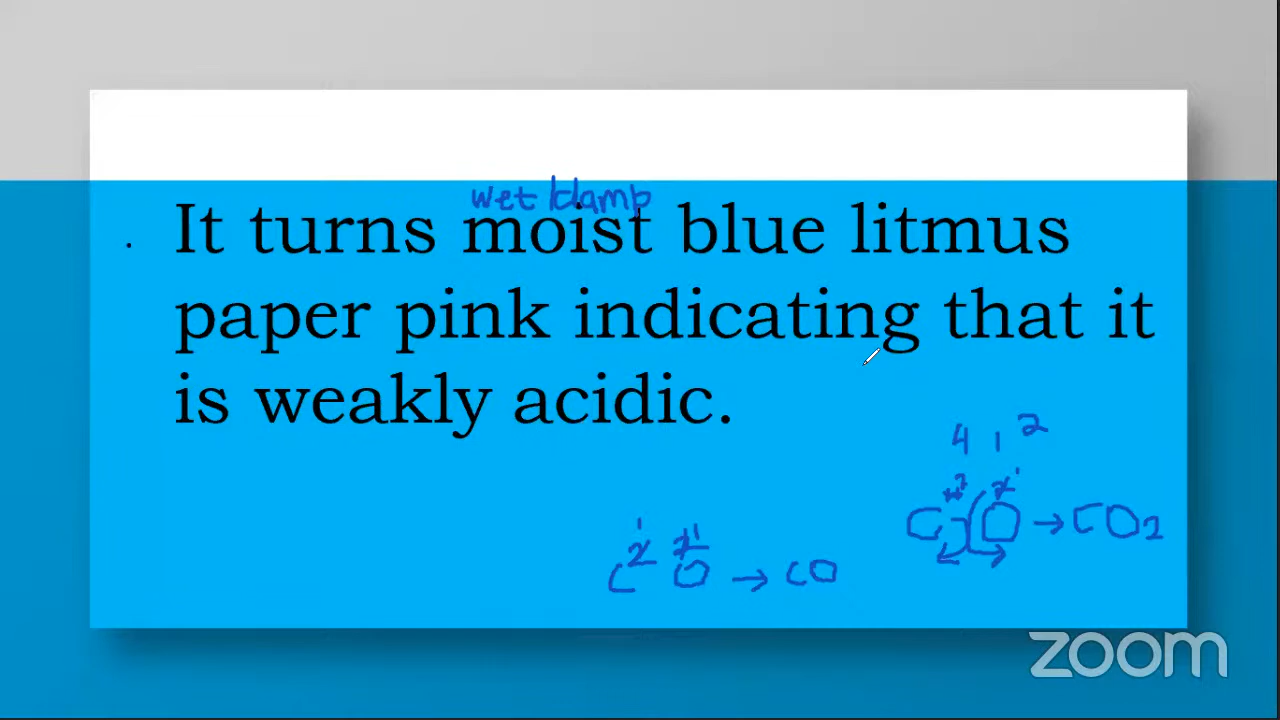 wet damp
It turns moist blue litmus
paper pink indicating that it
is weakly acidic.
4 1 2
C O → CO2
C O → CO
zoom